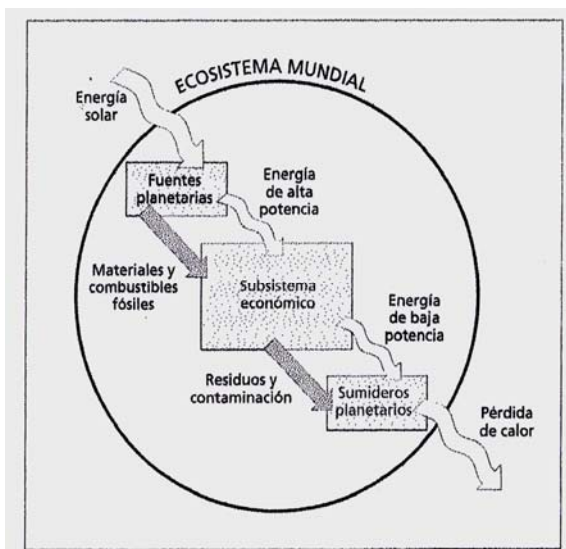 ECOSISTEMA MUNDIAL
Energía
solar
Fuentes
planetarias
Energía
de alta
potencia
Materiales y
combustibles
fósiles
Subsistema
económico
Energía
de baja
potencia
Residuos y
contaminación
Sumideros
planetarios
Pérdida
de calor